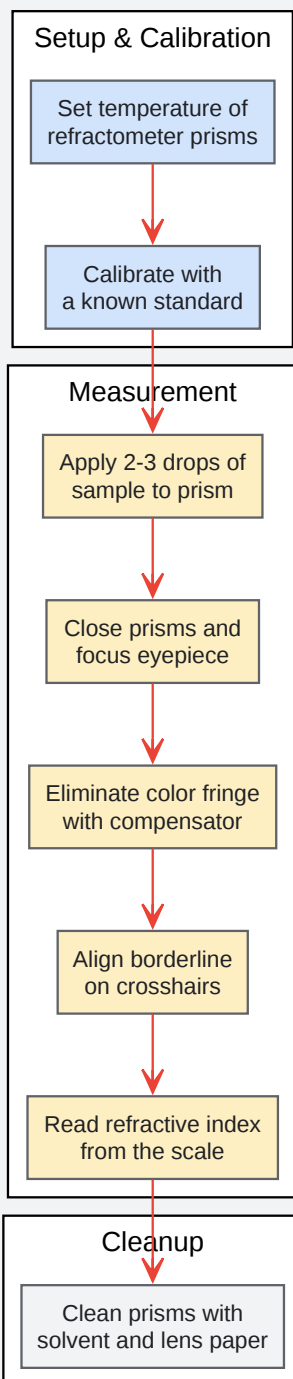 Setup & Calibration
Set temperature of
refractometer prisms
Calibrate with
a known standard
Measurement
Apply 2-3 drops of
sample to prism
Close prisms and
focus eyepiece
Eliminate color fringe
with compensator
Align borderline
on crosshairs
Read refractive index
from the scale
Cleanup
Clean prisms with
solvent and lens paper